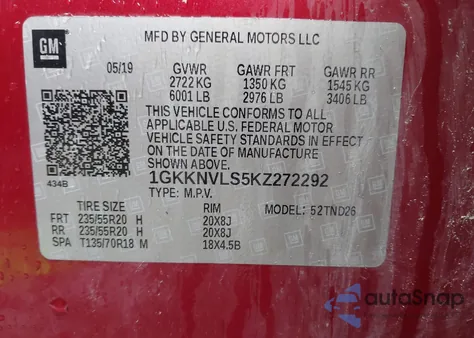 GM
MFD BY GENERAL MOTORS LLC
05/19 GVWR GAWR FRT GAWR RR
2722 KG 1350 KG 1545 KG
6001 LB 2976 LB 3406 LB
THIS VEHICLE CONFORMS TO ALL
APPLICABLE U.S. FEDERAL MOTOR
VEHICLE SAFETY STANDARDS IN
EFFECT ON THE DATE OF MANUFACTURE
SHOWN ABOVE.
434B 1GKKNVLS5KZ272292
TYPE: M.P.V. MODEL: 52TND26
TIRE SIZE RIM
FRT 235/55R20 H 20X8J
RR 235/55R20 H 20X8J
SPA T135/70R18 M 18X4.5B
autoSnap